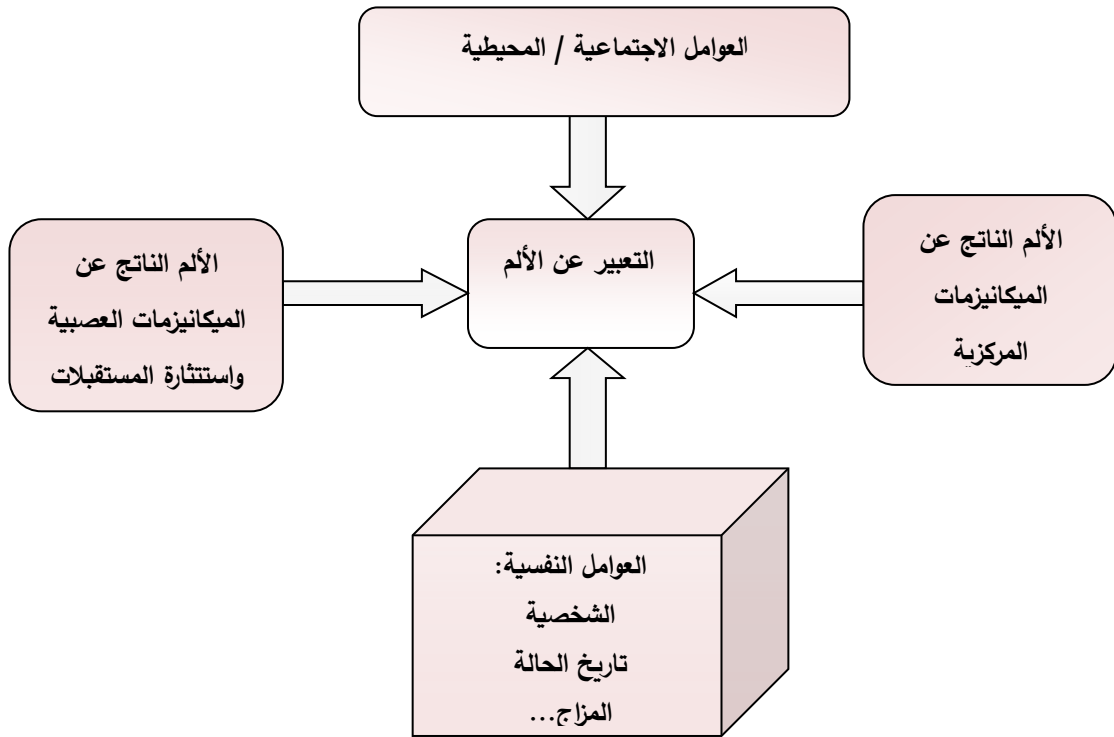 العوامل الاجتماعية / المحيطية
الألم الناتج عن
الميكانيزمات
المركزية
التعبير عن الألم
الألم الناتج عن
الميكانيزمات العصبية
واستتثارة المستقبلات
العوامل النفسية:
الشخصية
تاريخ الحالة
المزاج...